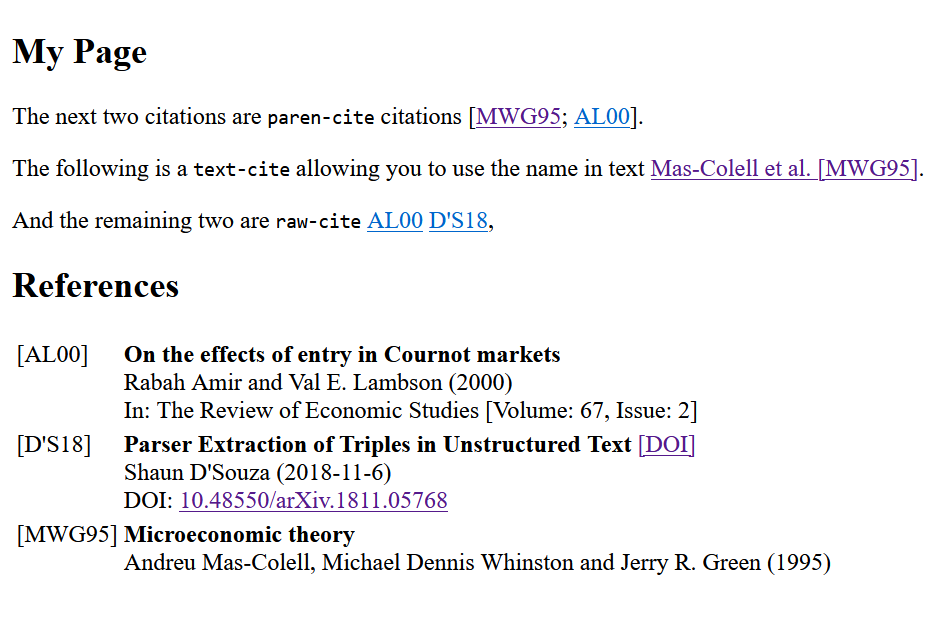 My Page
The next two citations are paren-cite citations [MWG95; AL00].
The following is a text-cite allowing you to use the name in text Mas-Colell et al. [MWG95].
And the remaining two are raw-cite AL00 D'S18,
References
[AL00] On the effects of entry in Cournot markets
Rabah Amir and Val E. Lambson (2000)
In: The Review of Economic Studies [Volume: 67, Issue: 2]
[D'S18] Parser Extraction of Triples in Unstructured Text [DOI]
Shaun D'Souza (2018-11-6)
DOI: 10.48550/arXiv.1811.05768
[MWG95] Microeconomic theory
Andreu Mas-Colell, Michael Dennis Whinston and Jerry R. Green (1995)